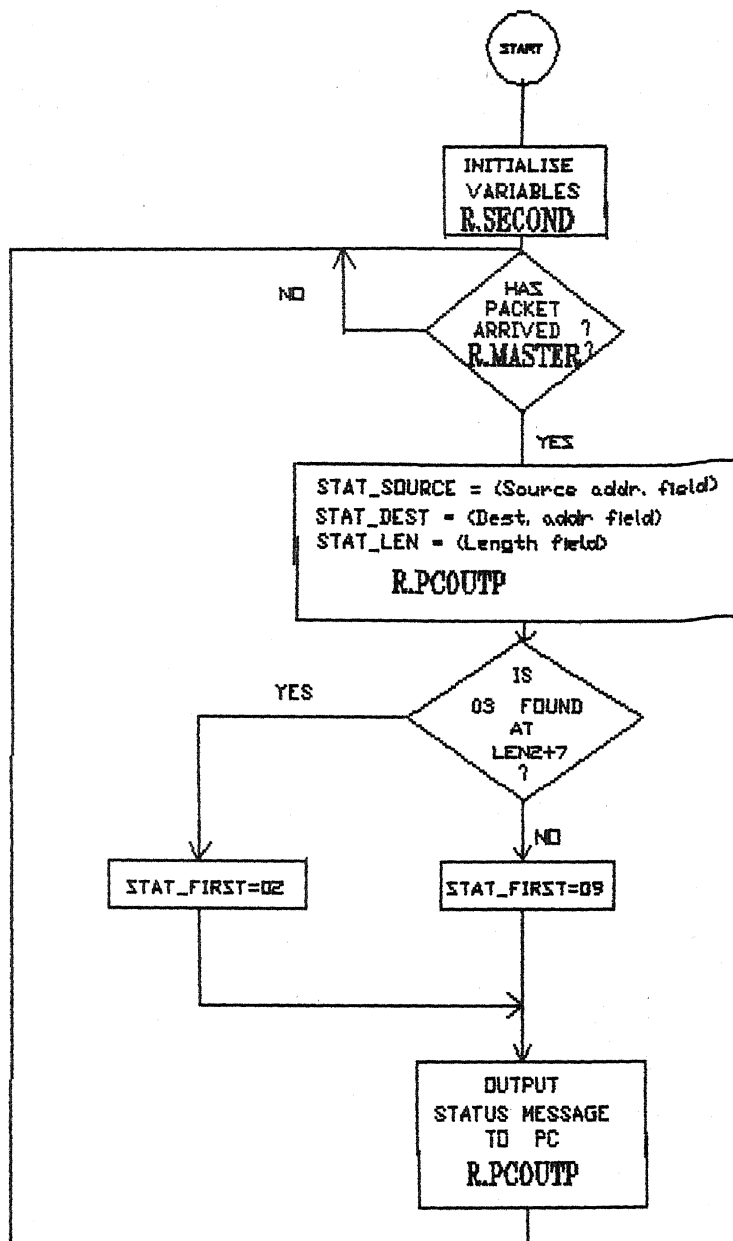 START
INITIALISE
VARIABLES
R.SECOND
NO
HAS
PACKET
ARRIVED ?
R.MASTER?
YES
STAT_SOURCE = (Source addr. field)
STAT_DEST = (Dest. addr field)
STAT_LEN = (Length field)
R.PCOUTP
YES
IS
03 FOUND
AT
LEN2+7
?
NO
STAT_FIRST=02
STAT_FIRST=09
OUTPUT
STATUS MESSAGE
TO PC
R.PCOUTP